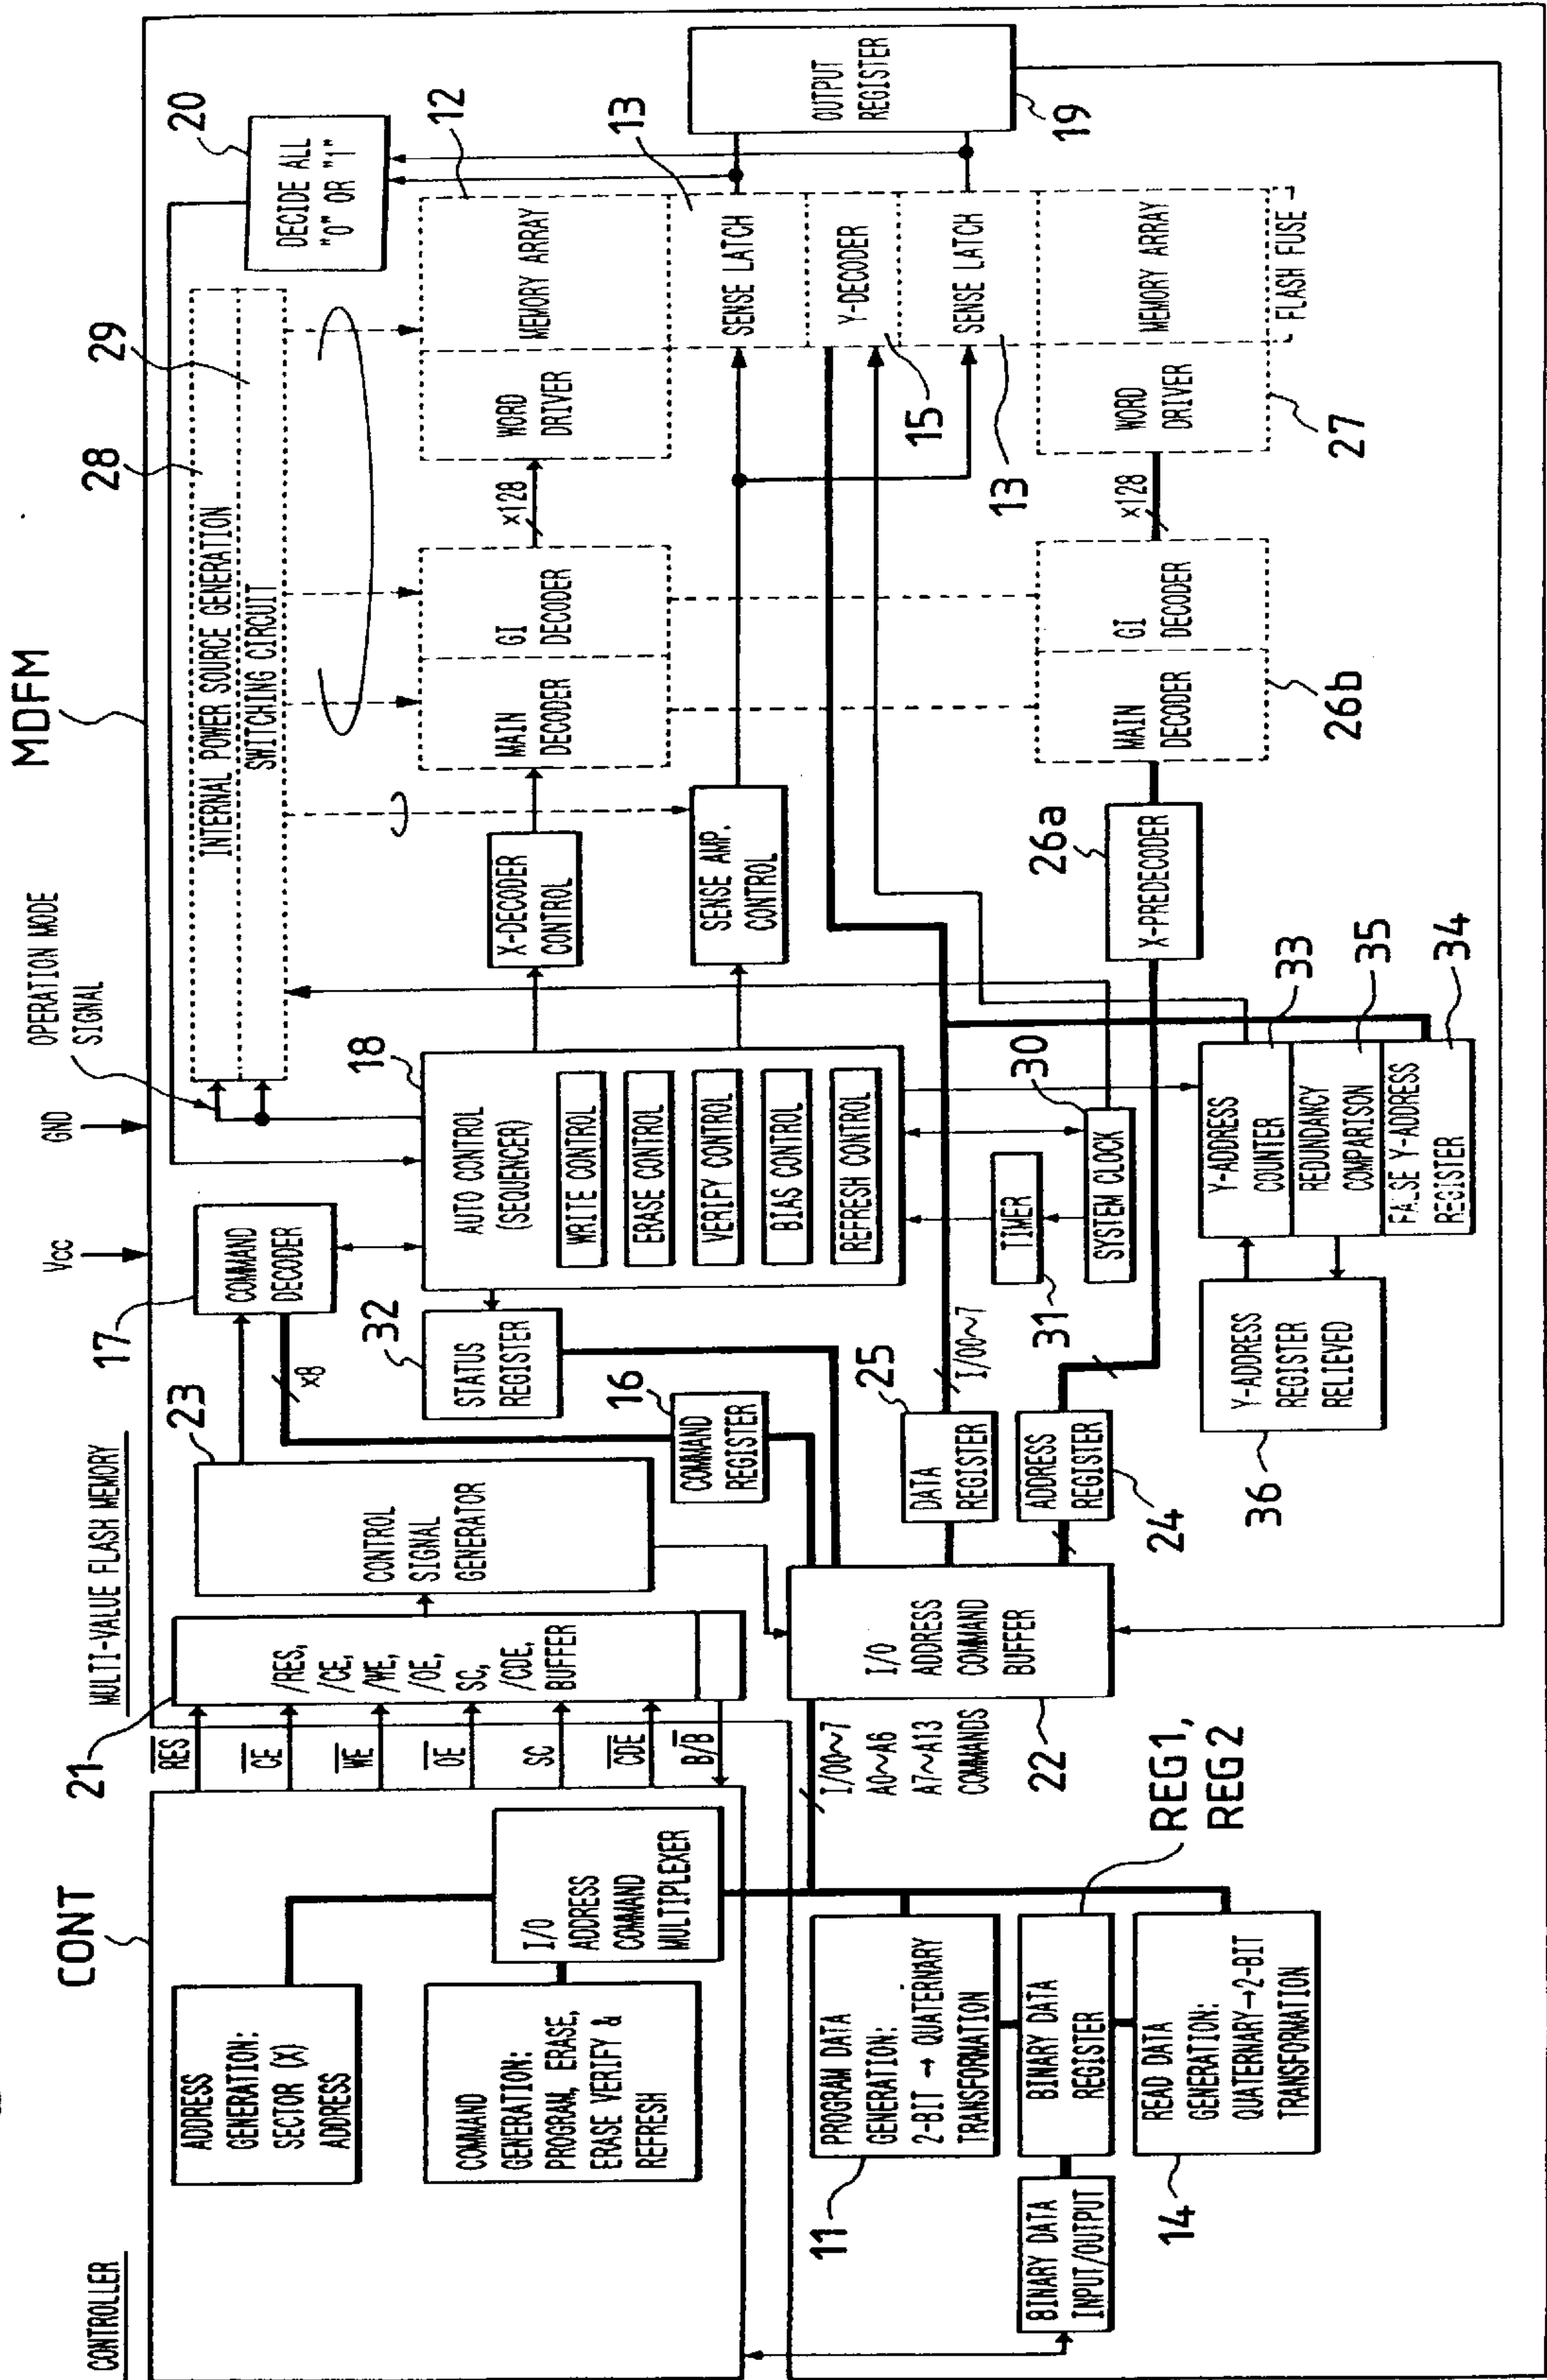 MDFM
CONT
CONTROLLER
MULTI-VALUE FLASH MEMORY
Vcc
GND
OPERATION MODE
SIGNAL
ADDRESS
GENERATION:
SECTOR (X)
ADDRESS
COMMAND
GENERATION:
PROGRAM, ERASE,
ERASE VERIFY &
REFRESH
I/O
ADDRESS
COMMAND
MULTIPLEXER
RES
CE
WE
OE
SC
CDE
B/B
21
/RES,
/CE,
/WE,
/OE,
SC,
/CDE,
BUFFER
23
CONTROL
SIGNAL
GENERATOR
17
COMMAND
DECODER
x8
32
STATUS
REGISTER
16
COMMAND
REGISTER
18
AUTO CONTROL
(SEQUENCER)
WRITE CONTROL
ERASE CONTROL
VERIFY CONTROL
BIAS CONTROL
REFRESH CONTROL
28
29
INTERNAL POWER SOURCE GENERATION
SWITCHING CIRCUIT
20
DECIDE ALL
"0" OR "1"
X-DECODER
CONTROL
SENSE AMP.
CONTROL
MAIN
DECODER
GI
DECODER
x128
WORD
DRIVER
MEMORY ARRAY
12
SENSE LATCH
13
Y-DECODER
15
SENSE LATCH
13
OUTPUT
REGISTER
19
MAIN
DECODER
GI
DECODER
26b
x128
WORD
DRIVER
27
MEMORY ARRAY
FLASH FUSE
26a
X-PREDECODER
30
SYSTEM CLOCK
TIMER
31
25
DATA
REGISTER
I/O0~7
ADDRESS
REGISTER
24
I/O
ADDRESS
COMMAND
BUFFER
22
I/O0~7
A0~A6
A7~A13
COMMANDS
REG1,
REG2
11
PROGRAM DATA
GENERATION:
2-BIT → QUATERNARY
TRANSFORMATION
BINARY DATA
REGISTER
BINARY DATA
INPUT/OUTPUT
READ DATA
GENERATION:
QUATERNARY→2-BIT
TRANSFORMATION
14
Y-ADDRESS
COUNTER
33
REDUNDANCY
COMPARISON
35
FALSE Y-ADDRESS
REGISTER
34
Y-ADDRESS
REGISTER
RELIEVED
36